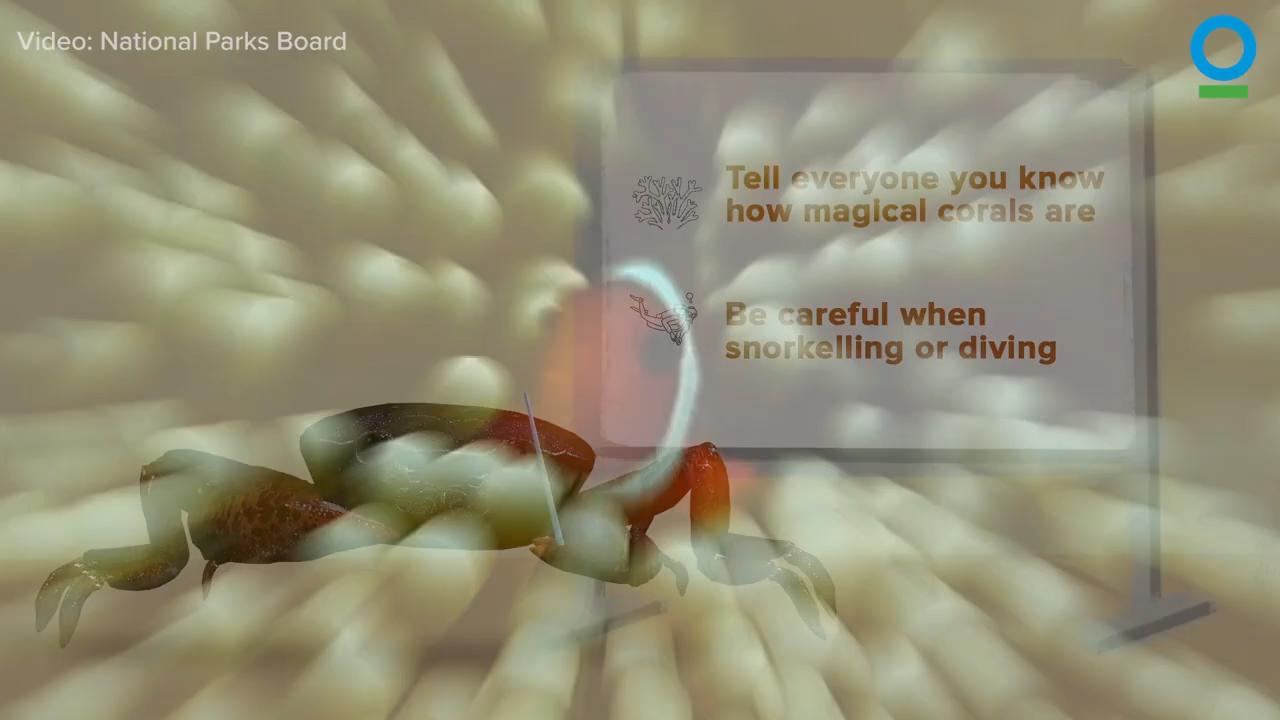 Video: National Parks Board
Tell everyone you know
how magical corals are
Be careful when
snorkelling or diving